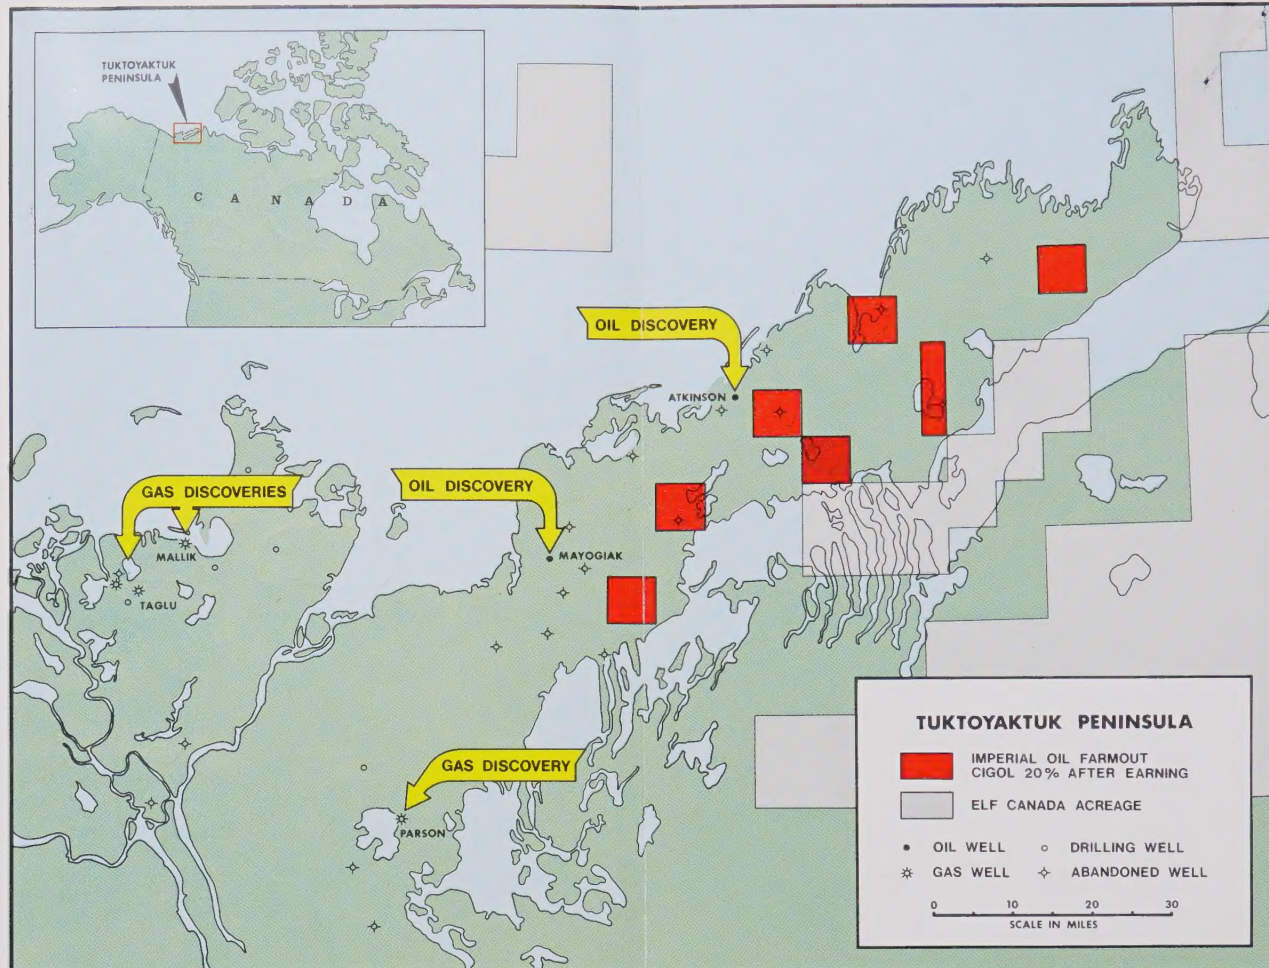 TUKTOYAKTUK
PENINSULA
C A N A D A
OIL DISCOVERY
ATKINSON
GAS DISCOVERIES
OIL DISCOVERY
MALLIK
MAYOGIAK
TAGLU
GAS DISCOVERY
PARSON
TUKTOYAKTUK PENINSULA
IMPERIAL OIL FARMOUT
CIGOL 20% AFTER EARNING
ELF CANADA ACREAGE
OIL WELL
DRILLING WELL
GAS WELL
ABANDONED WELL
0 10 20 30
SCALE IN MILES